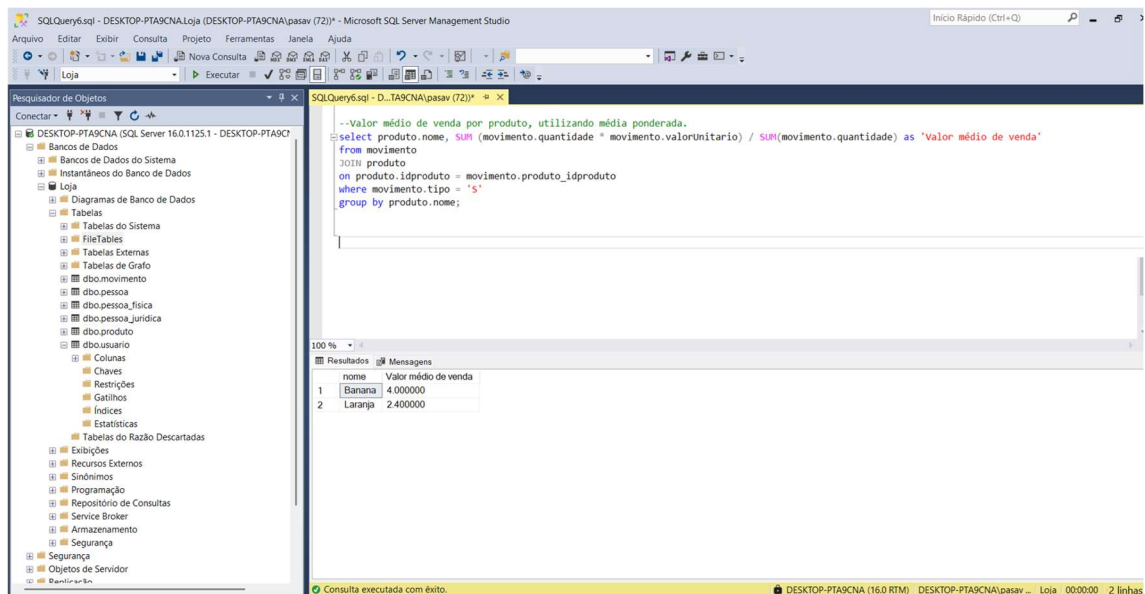 SQLQuery6.sql - DESKTOP-PTA9CNA.Loja (DESKTOP-PTA9CNA\pasav (72))* - Microsoft SQL Server Management Studio
Início Rápido (Ctrl+Q)
Arquivo Editar Exibir Consulta Projeto Ferramentas Janela Ajuda
Nova Consulta
Loja Executar
Pesquisador de Objetos
SQLQuery6.sql - D...TA9CNA\pasav (72))*
Conectar
DESKTOP-PTA9CNA (SQL Server 16.0.1125.1 - DESKTOP-PTA9CN
Bancos de Dados
Bancos de Dados do Sistema
Instantâneos do Banco de Dados
Loja
Diagramas de Banco de Dados
Tabelas
Tabelas do Sistema
FileTables
Tabelas Externas
Tabelas de Grafo
dbo.movimento
dbo.pessoa
dbo.pessoa_fisica
dbo.pessoa_juridica
dbo.produto
dbo.usuario
Colunas
Chaves
Restrições
Gatilhos
Índices
Estatísticas
Tabelas do Razão Descartadas
Exibições
Recursos Externos
Sinônimos
Programação
Repositório de Consultas
Service Broker
Armazenamento
Segurança
Segurança
Objetos de Servidor
Replicação
--Valor médio de venda por produto, utilizando média ponderada.
select produto.nome, SUM (movimento.quantidade * movimento.valorUnitario) / SUM(movimento.quantidade) as 'Valor médio de venda'
from movimento
JOIN produto
on produto.idproduto = movimento.produto_idproduto
where movimento.tipo = 'S'
group by produto.nome;
100 %
Resultados Mensagens
nome Valor médio de venda
1 Banana 4.000000
2 Laranja 2.400000
Consulta executada com êxito.
DESKTOP-PTA9CNA (16.0 RTM) DESKTOP-PTA9CNA\pasav ... Loja 00:00:00 2 linhas